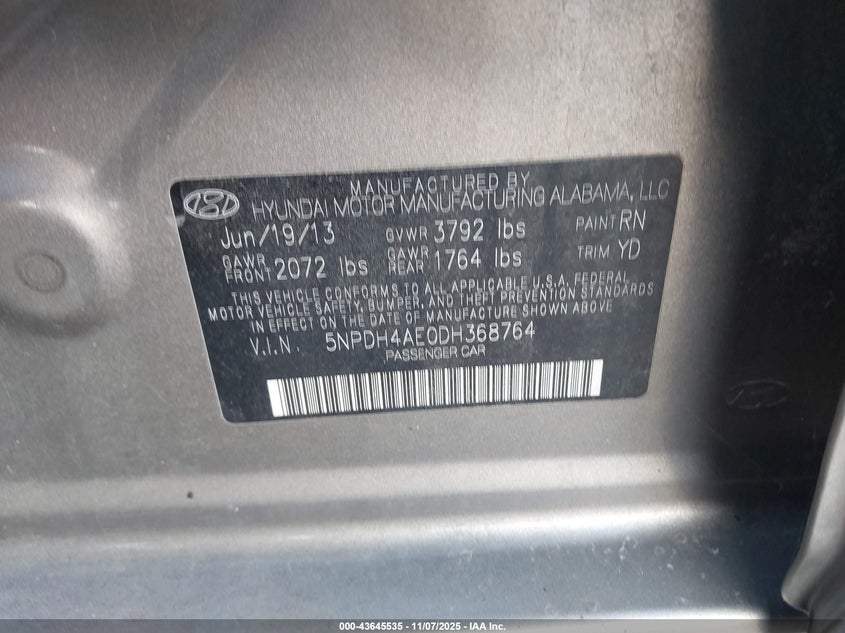 MANUFACTURED BY
HYUNDAI MOTOR MANUFACTURING ALABAMA, LLC
Jun/19/13 GVWR 3792 lbs PAINT RN
GAWR FRONT 2072 lbs GAWR REAR 1764 lbs TRIM YD
THIS VEHICLE CONFORMS TO ALL APPLICABLE U.S.A. FEDERAL
MOTOR VEHICLE SAFETY, BUMPER, AND THEFT PREVENTION STANDARDS
IN EFFECT ON THE DATE OF MANUFACTURE SHOWN ABOVE
V.I.N. 5NPDH4AE0DH368764
PASSENGER CAR
000-43645535 - 11/07/2025 - IAA Inc.